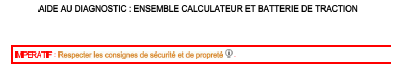 AIDE AU DIAGNOSTIC : ENSEMBLE CALCULATEUR ET BATTERIE DE TRACTION
IMPERATIF : Respecter les consignes de sécurité et de propreté